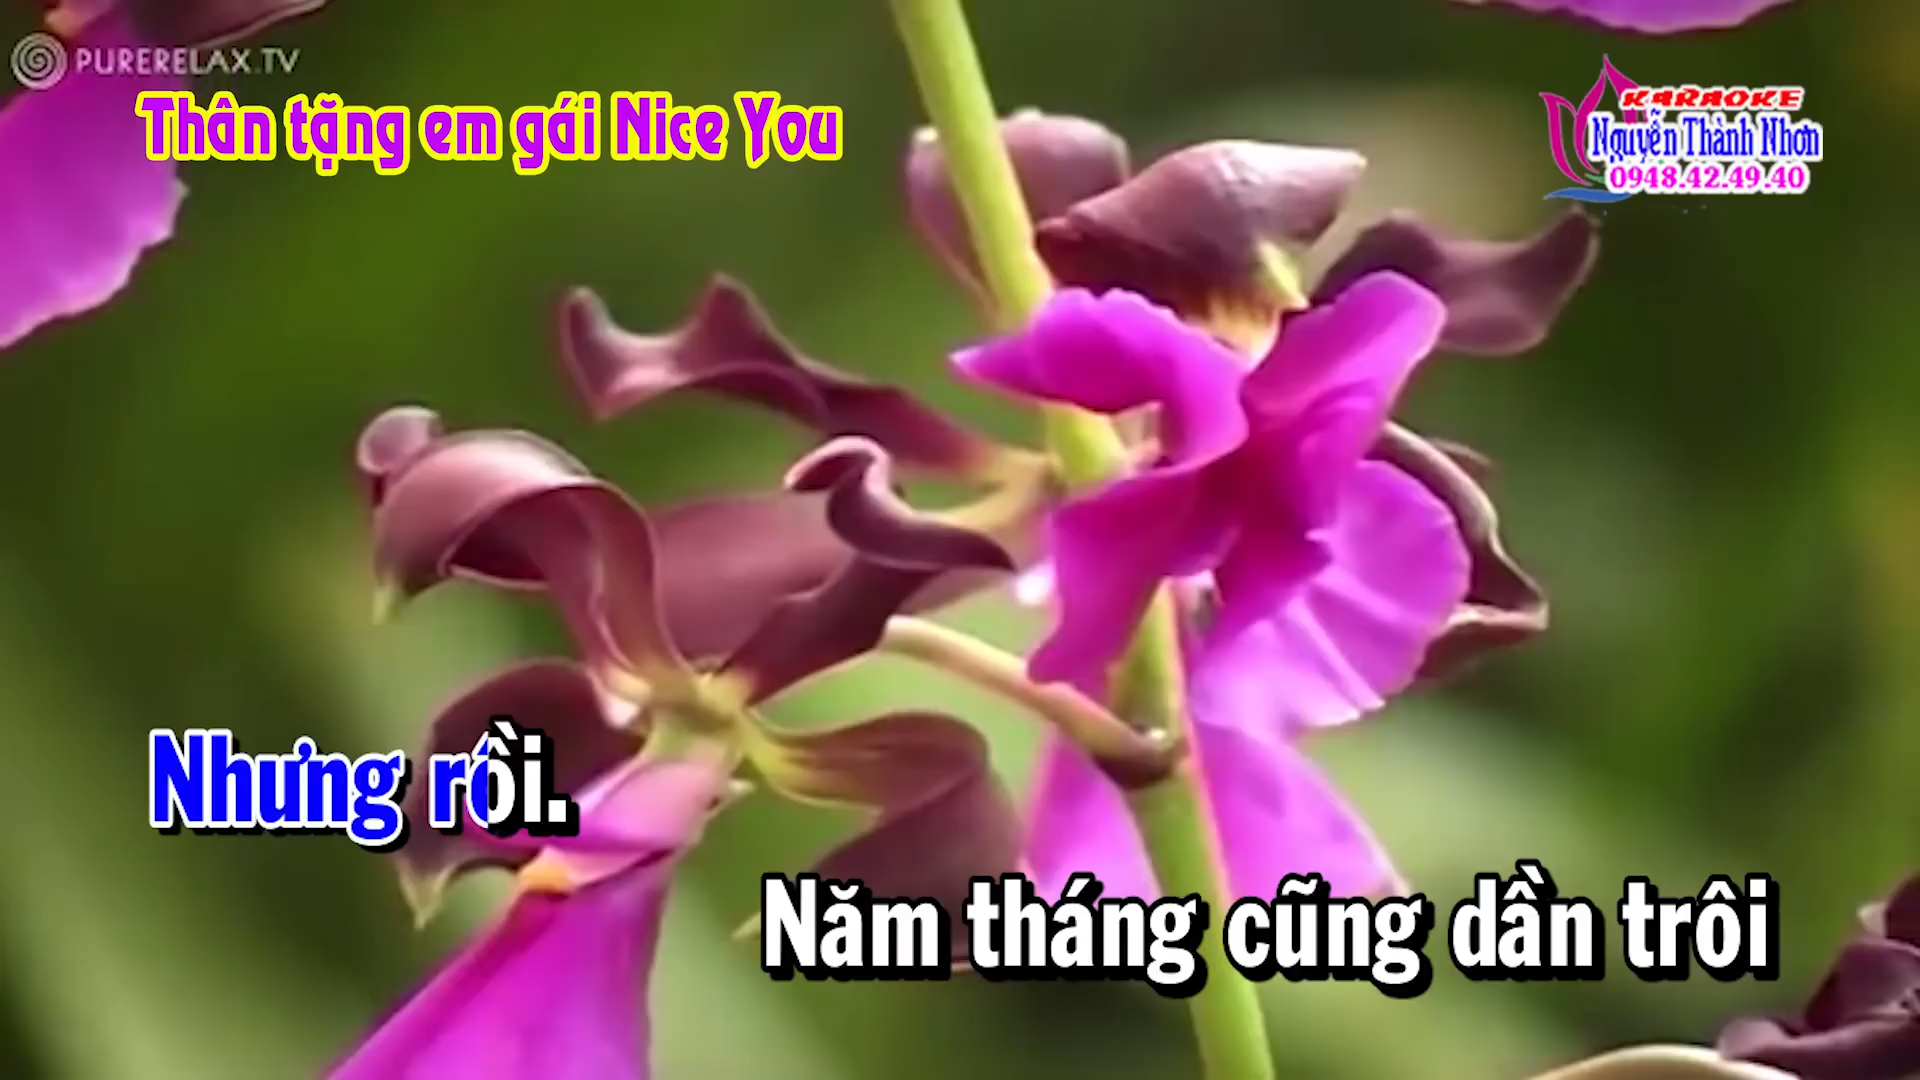 PURERELAX.TV
Thân tặng em gái Nice You
KARAOKE
Nguyễn Thành Nhơn
0948.42.49.40
Nhưng rồi.
Năm tháng cũng dần trôi